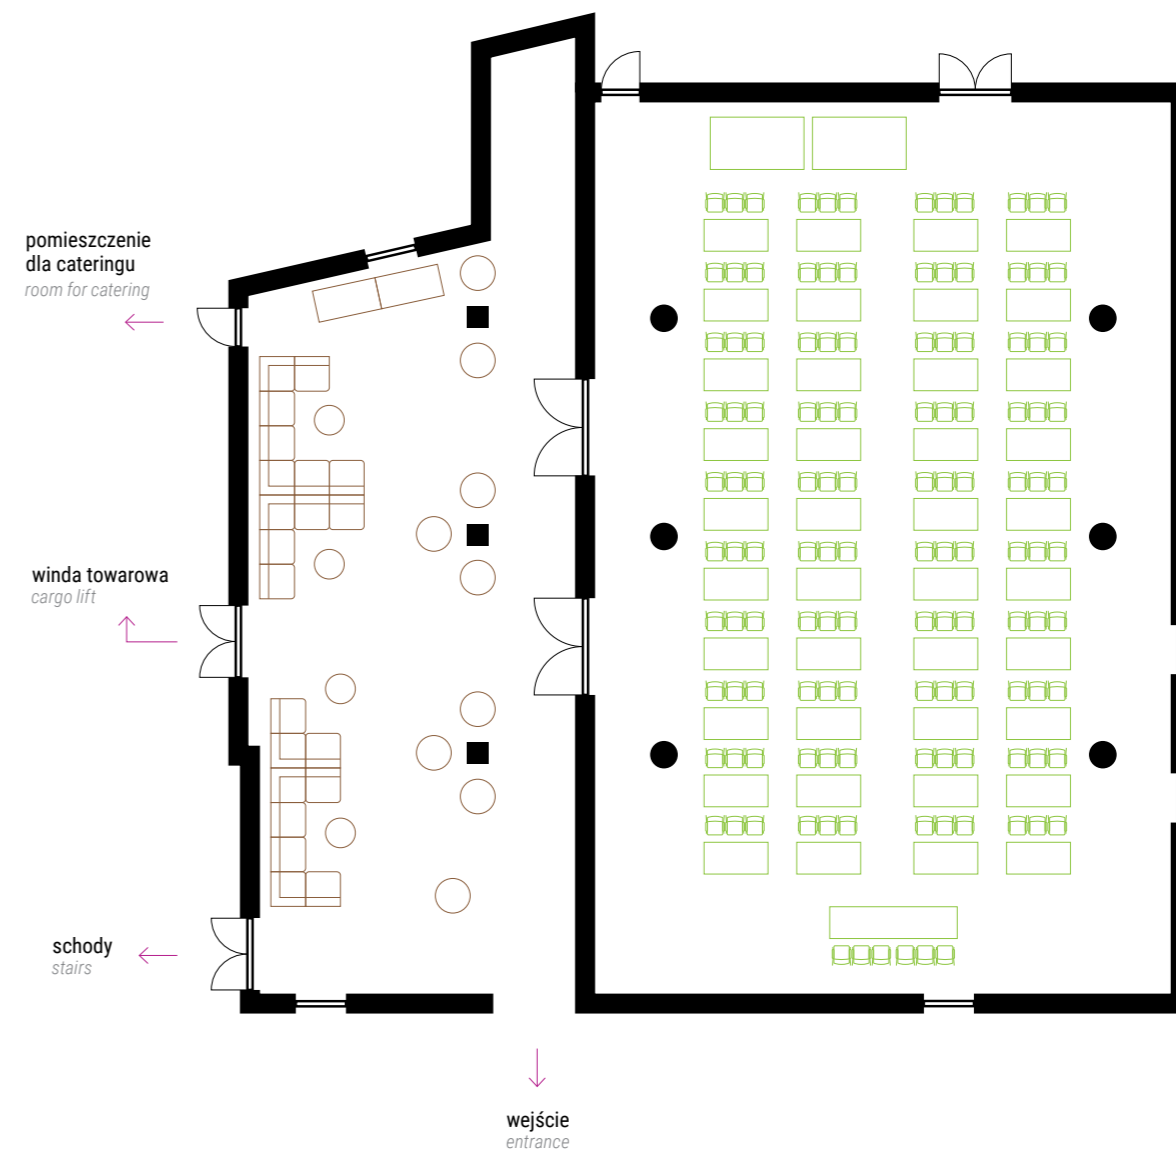 pomieszczenie
dla cateringu
room for catering
winda towarowa
cargo lift
schody
stairs
wejście
entrance